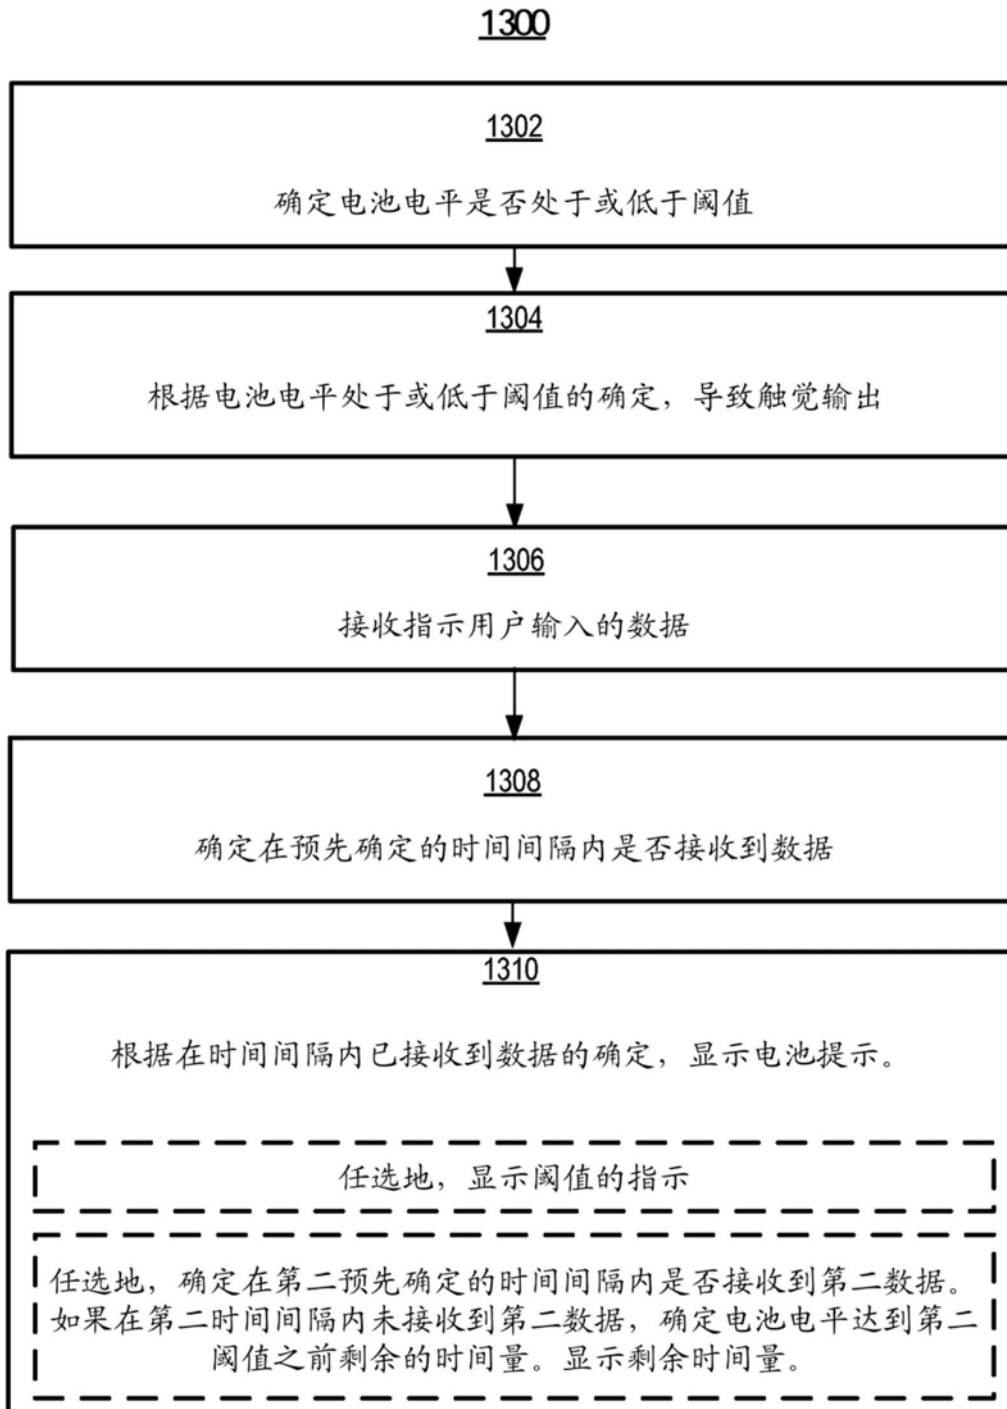 1300
1302
确定电池电平是否处于或低于阈值
1304
根据电池电平处于或低于阈值的确定，导致触觉输出
1306
接收指示用户输入的数据
1308
确定在预先确定的时间间隔内是否接收到数据
1310
根据在时间间隔内已接收到数据的确定，显示电池提示。
任选地，显示阈值的指示
任选地，确定在第二预先确定的时间间隔内是否接收到第二数据。
如果在第二时间间隔内未接收到第二数据，确定电池电平达到第二
阈值之前剩余的时间量。显示剩余时间量。